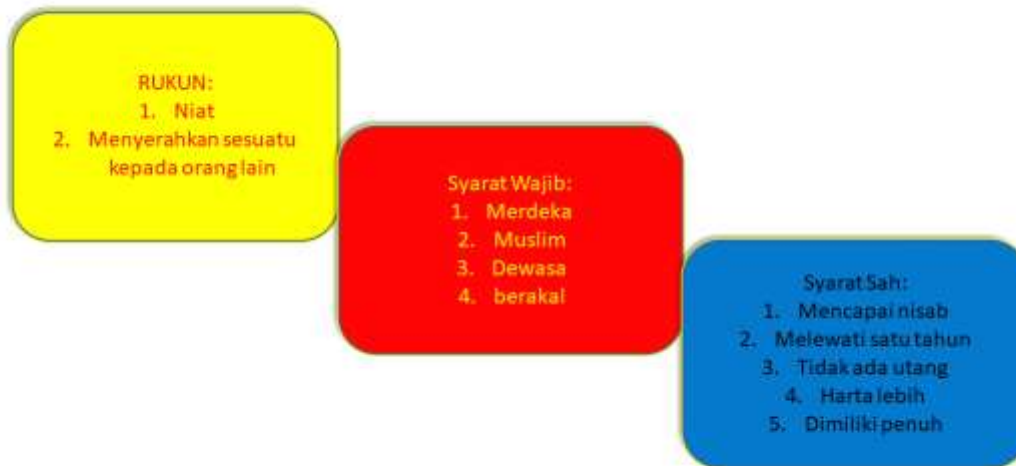 RUKUN:
1. Niat
2. Menyerahkan sesuatu
kepada orang lain
Syarat Wajib:
1. Merdeka
2. Muslim
3. Dewasa
4. berakal
Syarat Sah:
1. Mencapai nisab
2. Melewati satu tahun
3. Tidak ada utang
4. Harta lebih
5. Dimiliki penuh